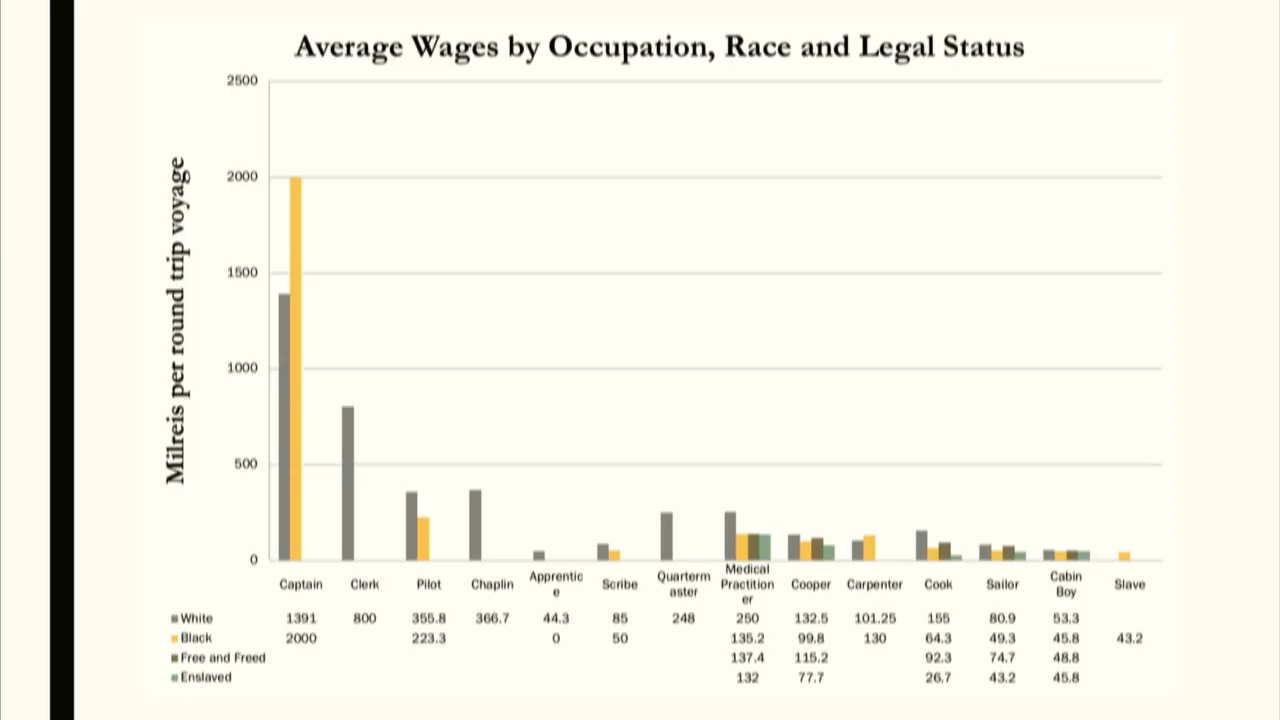 Average Wages by Occupation, Race and Legal Status
Milreis per round trip voyage
2500
2000
1500
1000
500
0
Captain Clerk Pilot Chaplin Apprentic
e Scribe Quarterm
aster Medical
Practition
er Cooper Carpenter Cook Sailor Cabin
Boy Slave
White 1391 800 355.8 366.7 44.3 85 248 250 132.5 101.25 155 80.9 53.3
Black 2000 223.3 0 50 135.2 99.8 130 64.3 49.3 45.8 43.2
Free and Freed 137.4 115.2 92.3 74.7 48.8
Enslaved 132 77.7 26.7 43.2 45.8